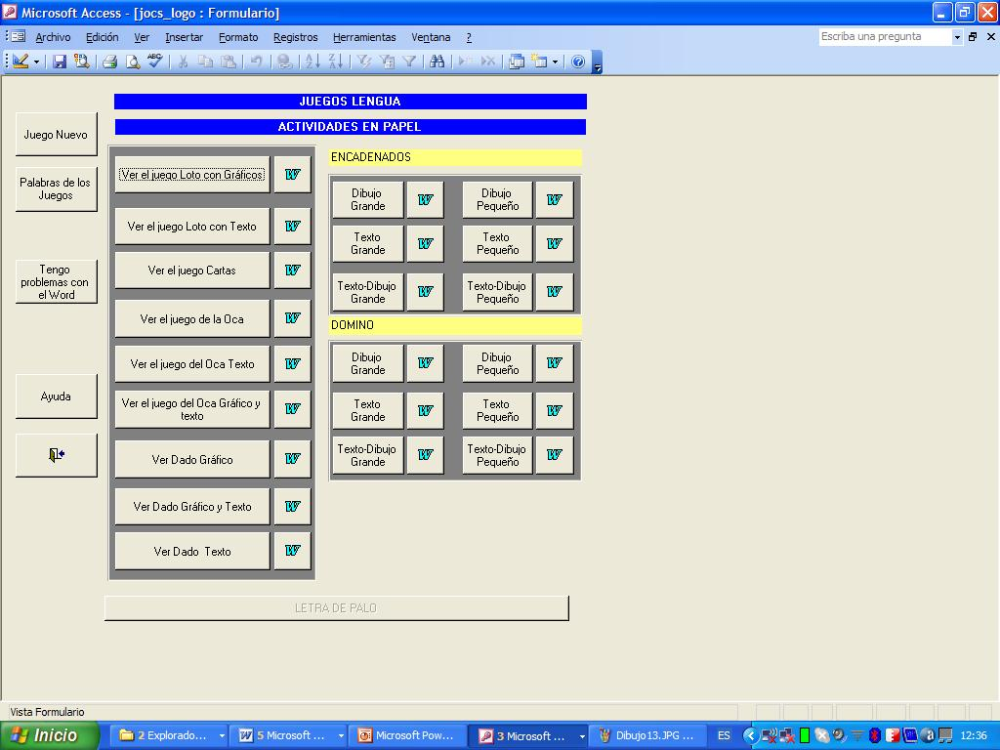 Microsoft Access - [jocs_logo : Formulario]
Archivo Edición Ver Insertar Formato Registros Herramientas Ventana ?
Escriba una pregunta
JUEGOS LENGUA
ACTIVIDADES EN PAPEL
Juego Nuevo
Palabras de los
Juegos
Tengo
problemas con
el Word
Ayuda
Ver el juego Loto con Gráficos W
Ver el juego Loto con Texto W
Ver el juego Cartas W
Ver el juego de la Oca W
Ver el juego del Oca Texto W
Ver el juego del Oca Gráfico y
texto W
Ver Dado Gráfico W
Ver Dado Gráfico y Texto W
Ver Dado Texto W
ENCADENADOS
Dibujo
Grande W
Dibujo
Pequeño W
Texto
Grande W
Texto
Pequeño W
Texto-Dibujo
Grande W
Texto-Dibujo
Pequeño W
DOMINO
Dibujo
Grande W
Dibujo
Pequeño W
Texto
Grande W
Texto
Pequeño W
Texto-Dibujo
Grande W
Texto-Dibujo
Pequeño W
LETRA DE PALO
Vista Formulario
Inicio 2 Explorado... 5 Microsoft ... Microsoft Pow... 3 Microsoft ... Dibujo13.JPG ... ES 12:36